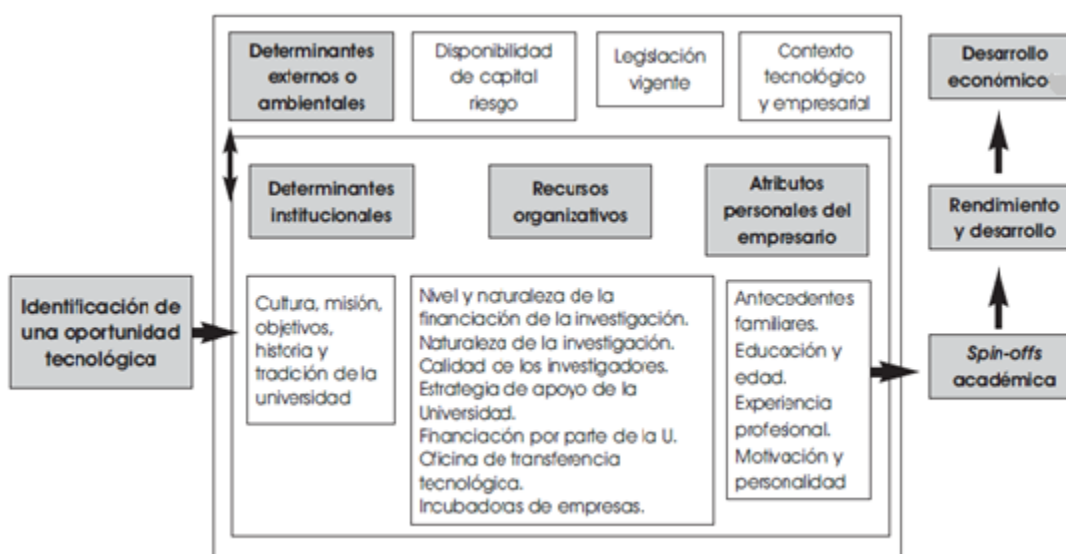 Determinantes
externos o
ambientales
Disponibilidad
de capital
riesgo
Legislación
vigente
Contexto
tecnológico
y empresarial
Desarrollo
económico
Determinantes
institucionales
Recursos
organizativos
Atributos
personales del
empresario
Rendimiento
y desarrollo
Identificación de
una oportunidad
tecnológica
Cultura, misión,
objetivos,
historia y
tradición de la
universidad
Nivel y naturaleza de la
financiación de la investigación.
Naturaleza de la investigación.
Calidad de los investigadores.
Estrategia de apoyo de la
Universidad.
Financiacón por parte de la U.
Oficina de transferencia
tecnológica.
Incubadoras de empresas.
Antecedentes
familiares.
Educación y
edad.
Experiencia
profesional.
Motivación y
personalidad
Spin-offs
académica